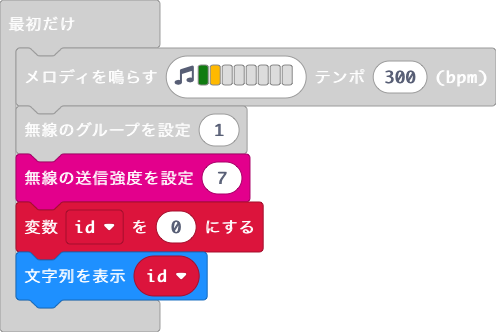 最初だけ
メロディを鳴らす テンポ 300 (bpm)
無線のグループを設定 1
無線の送信強度を設定 7
変数 id を 0 にする
文字列を表示 id